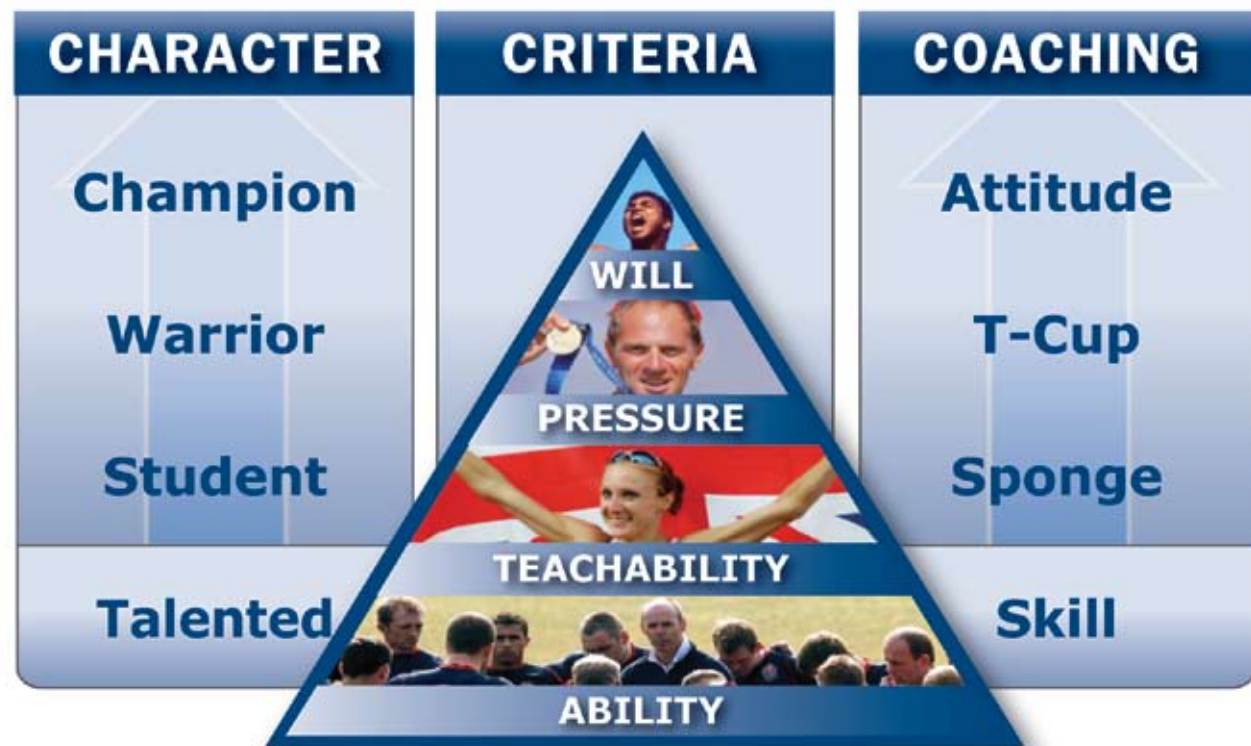 CHARACTER
CRITERIA
COACHING
Champion
WILL
Attitude
Warrior
PRESSURE
T-Cup
Student
TEACHABILITY
Sponge
Talented
ABILITY
Skill